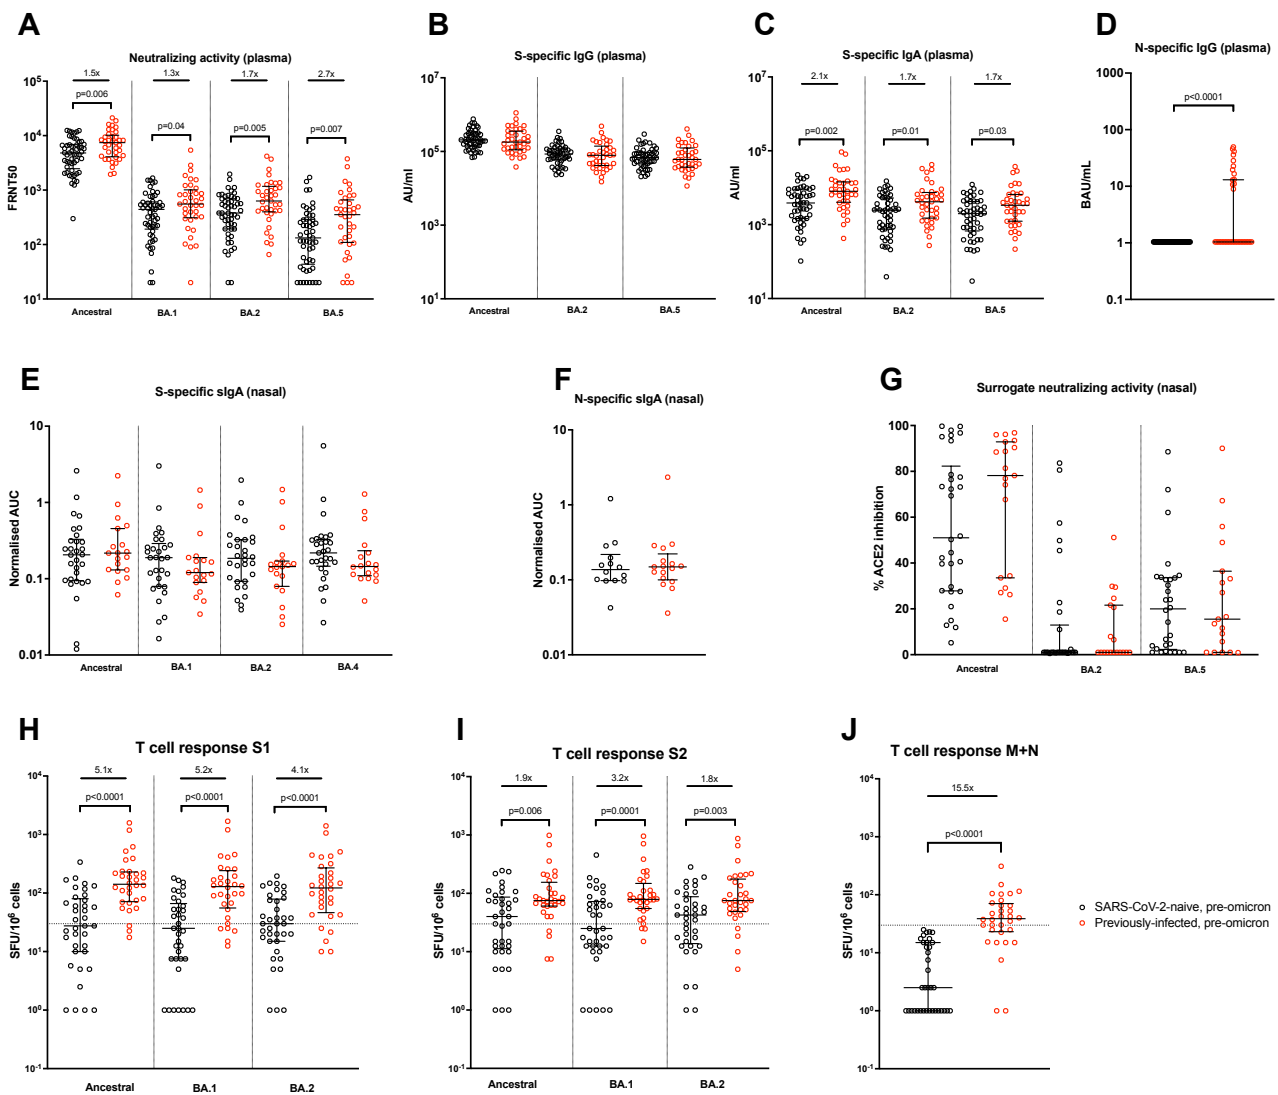 A
Neutralizing activity (plasma)
1.5x 1.3x 1.7x 2.7x
p=0.006 p=0.04 p=0.005 p=0.007
FRNT50
10⁵
10⁴
10³
10²
10¹
Ancestral BA.1 BA.2 BA.5
B
S-specific IgG (plasma)
AU/ml
10⁷
10⁵
10³
10¹
Ancestral BA.2 BA.5
C
S-specific IgA (plasma)
2.1x 1.7x 1.7x
p=0.002 p=0.01 p=0.03
AU/ml
10⁷
10⁵
10³
10¹
Ancestral BA.2 BA.5
D
N-specific IgG (plasma)
p<0.0001
BAU/mL
1000
100
10
1
0.1
E
S-specific sIgA (nasal)
Normalised AUC
10
1
0.1
0.01
Ancestral BA.1 BA.2 BA.4
F
N-specific sIgA (nasal)
Normalised AUC
10
1
0.1
0.01
G
Surrogate neutralizing activity (nasal)
% ACE2 inhibition
100
80
60
40
20
0
Ancestral BA.2 BA.5
H
T cell response S1
5.1x 5.2x 4.1x
p<0.0001 p<0.0001 p<0.0001
SFU/10⁶ cells
10⁴
10³
10²
10¹
10⁰
10⁻¹
Ancestral BA.1 BA.2
I
T cell response S2
1.9x 3.2x 1.8x
p=0.006 p=0.0001 p=0.003
SFU/10⁶ cells
10⁴
10³
10²
10¹
10⁰
10⁻¹
Ancestral BA.1 BA.2
J
T cell response M+N
15.5x
p<0.0001
SFU/10⁶ cells
10⁴
10³
10²
10¹
10⁰
10⁻¹
SARS-CoV-2-naive, pre-omicron
Previously-infected, pre-omicron